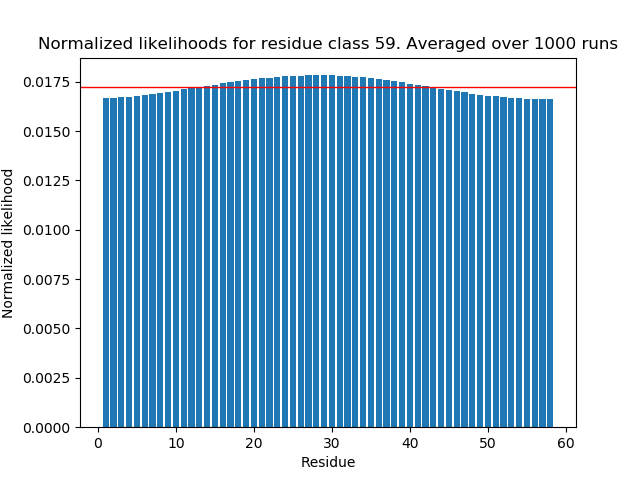 Normalized likelihoods for residue class 59. Averaged over 1000 runs
0.0175
0.0150
0.0125
0.0100
0.0075
0.0050
0.0025
0.0000
Normalized likelihood
0 10 20 30 40 50 60
Residue